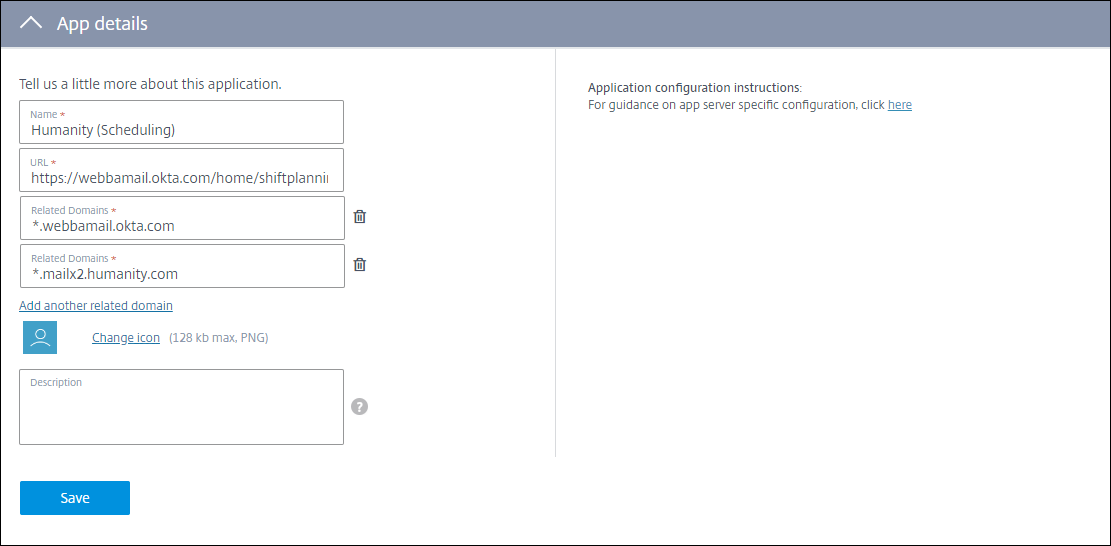 App details
Tell us a little more about this application.
Name *
Humanity (Scheduling)
URL *
https://webbamail.okta.com/home/shiftplannin
Related Domains *
*.webbamail.okta.com
Related Domains *
*.mailx2.humanity.com
Add another related domain
Change icon (128 kb max, PNG)
Description
?
Save
Application configuration instructions:
For guidance on app server specific configuration, click here